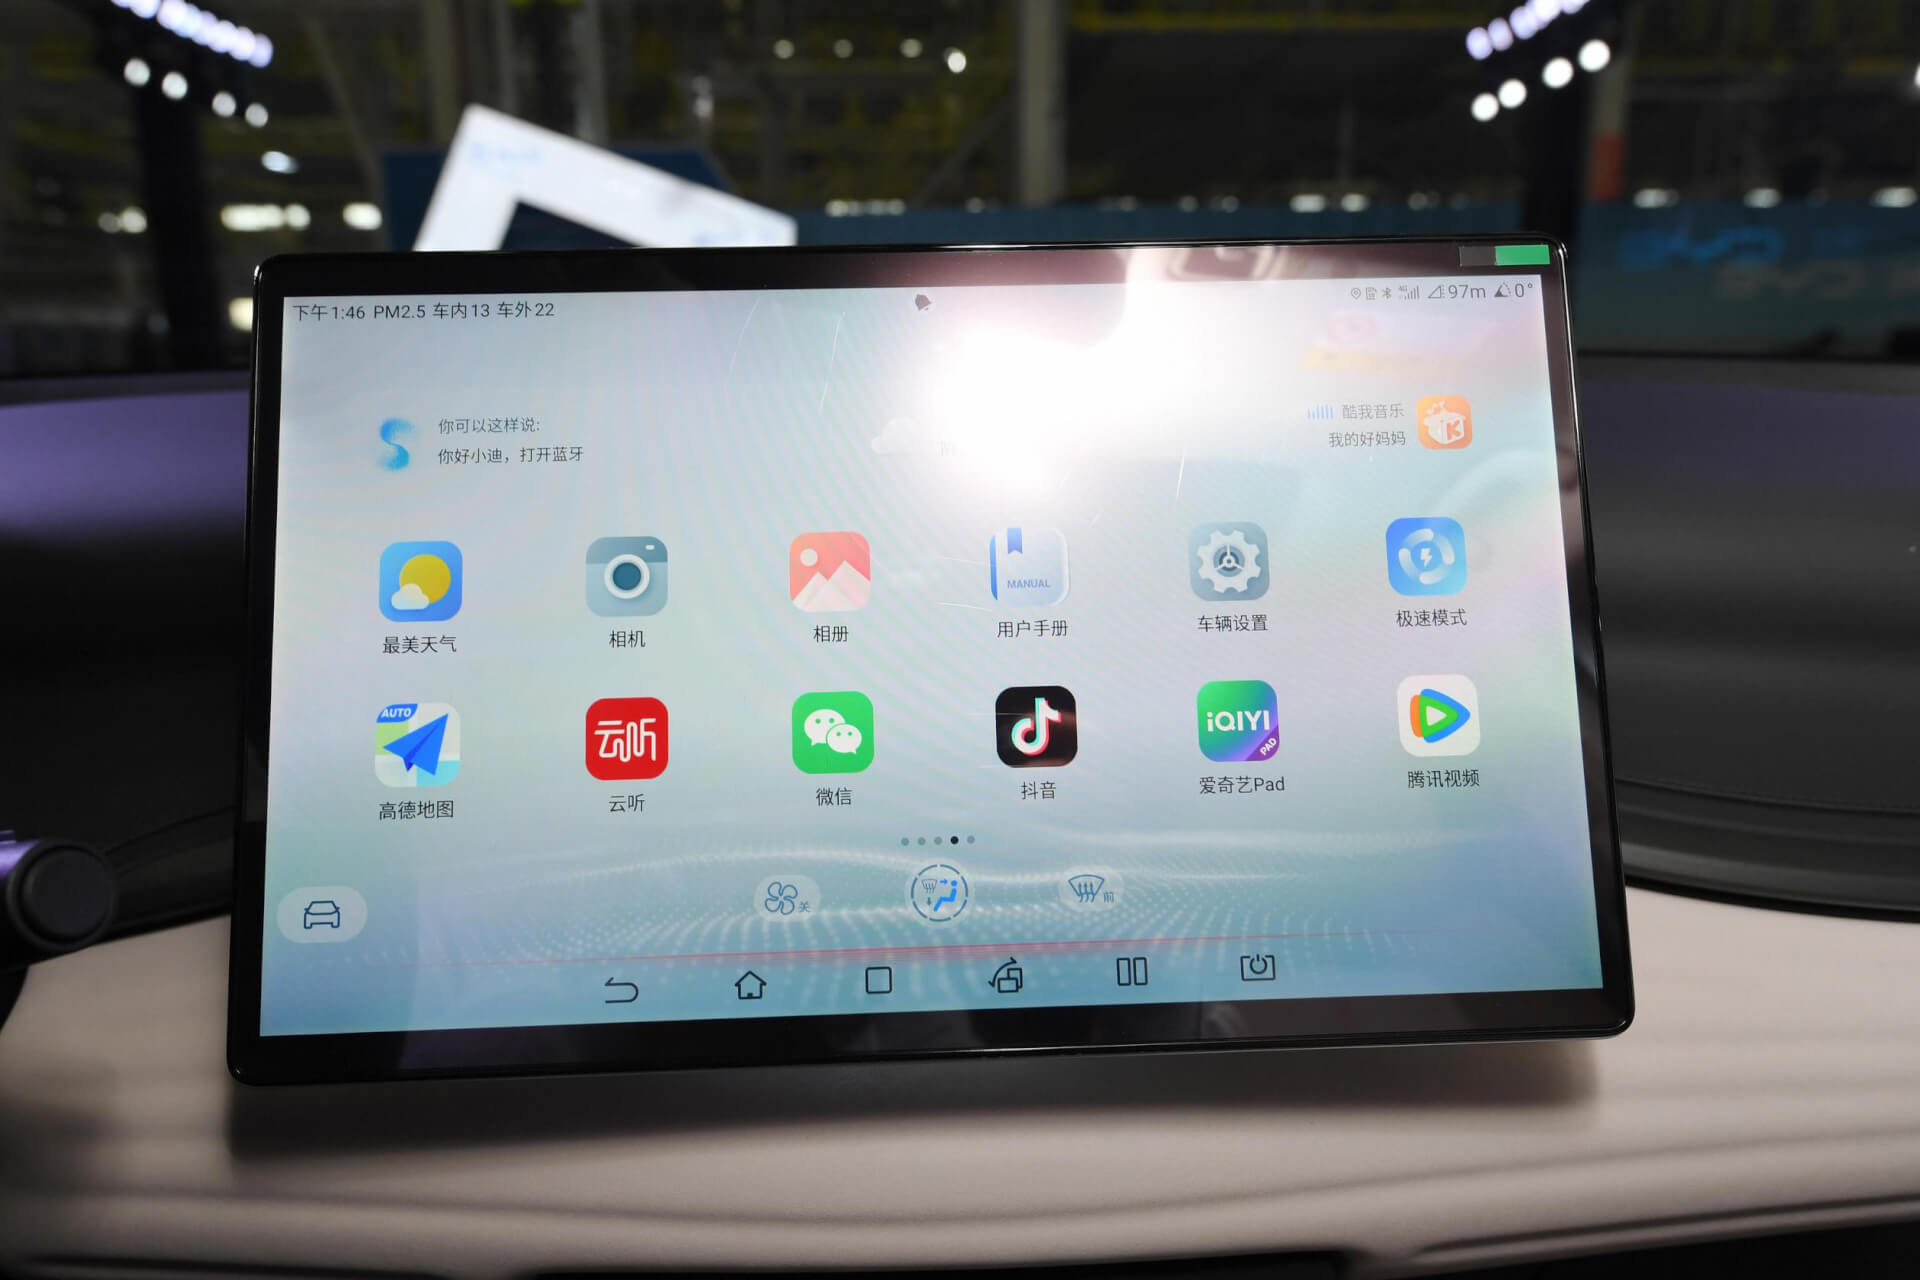 下午1:46 PM2.5 车内13 车外22
4G 97m 0°
你可以这样说:
你好小迪，打开蓝牙
酷我音乐
我的好妈妈
K
MANUAL
最美天气
相机
相册
用户手册
车辆设置
极速模式
AUTO
云听
iQIYI
PAD
高德地图
云听
微信
抖音
爱奇艺Pad
腾讯视频
关
前